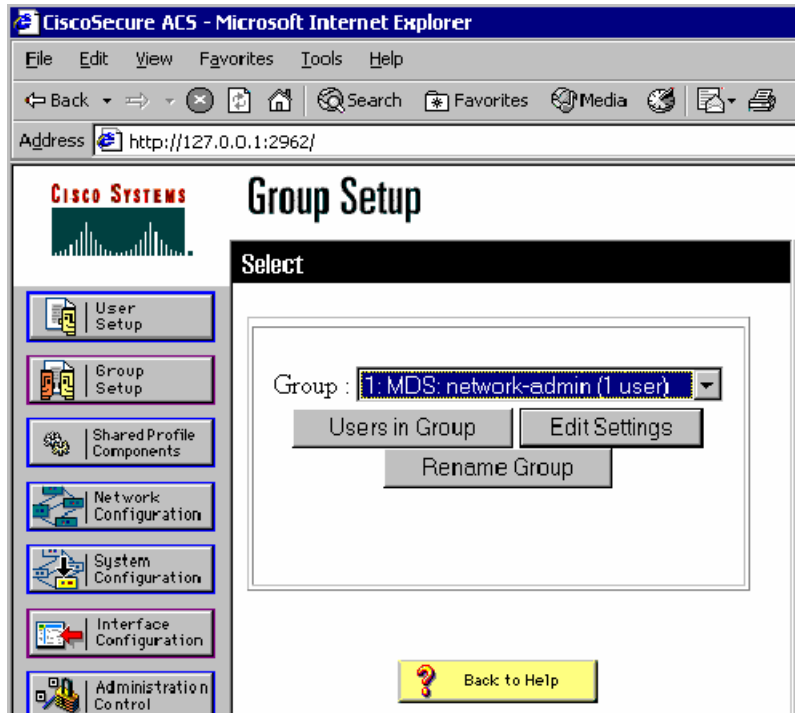 CiscoSecure ACS - Microsoft Internet Explorer
File Edit View Favorites Tools Help
Back Search Favorites Media
Address http://127.0.0.1:2962/
CISCO SYSTEMS
Group Setup
Select
User
Setup
Group
Setup
Shared Profile
Components
Network
Configuration
System
Configuration
Interface
Configuration
Administration
Control
Group : 1: MDS: network-admin (1 user)
Users in Group Edit Settings
Rename Group
Back to Help